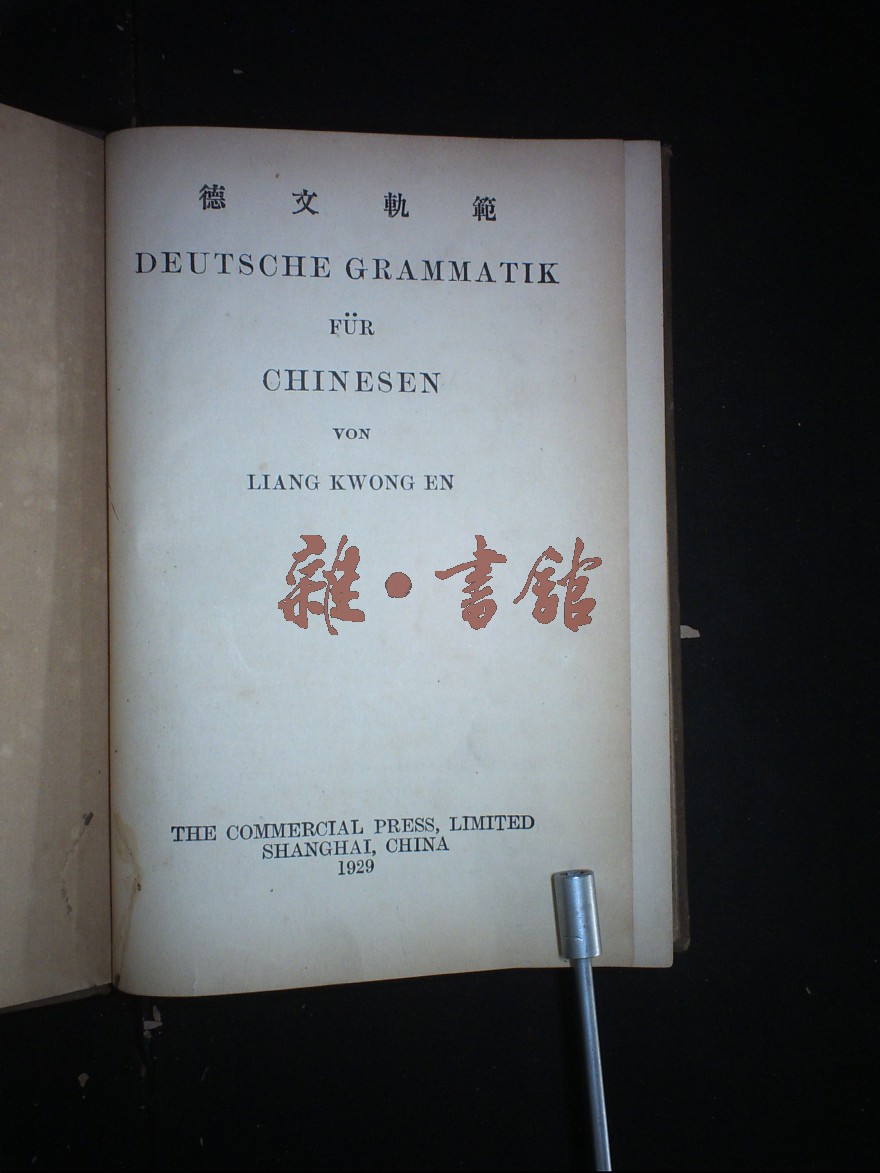 德文軌範
DEUTSCHE GRAMMATIK
FÜR
CHINESEN
VON
LIANG KWONG EN
雜·書館
THE COMMERCIAL PRESS, LIMITED
SHANGHAI, CHINA
1929